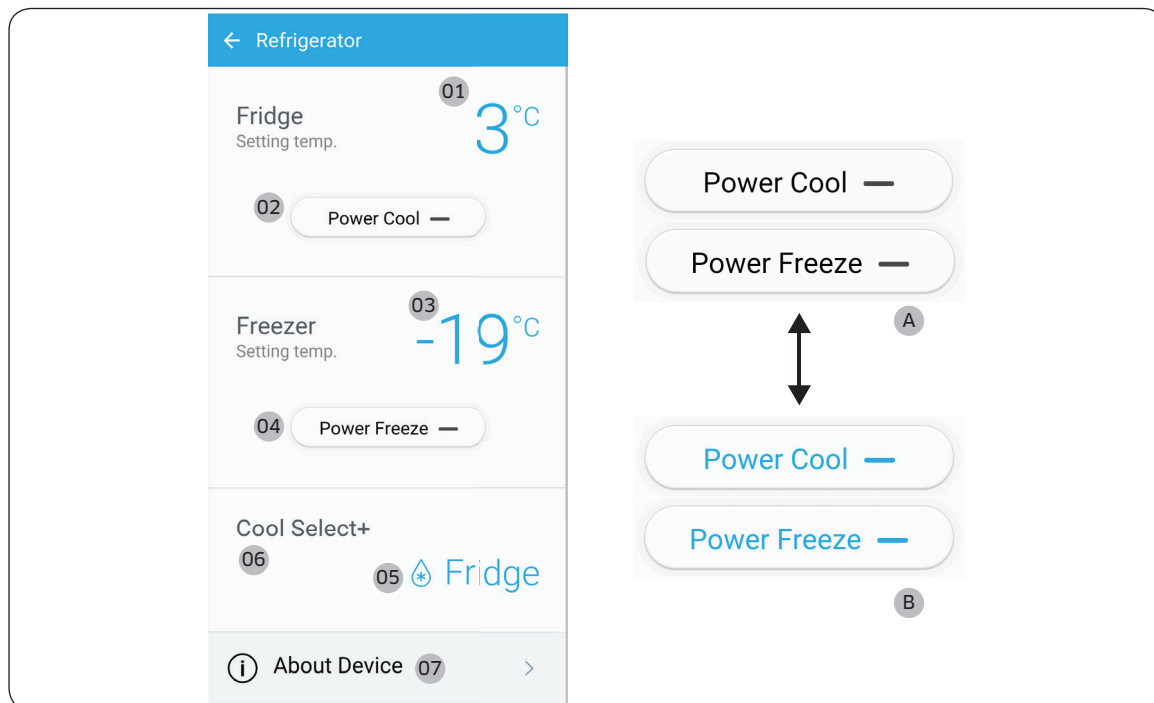 ← Refrigerator
01
Fridge
3°C
Setting temp.
02
Power Cool
03
Freezer
-19°C
Setting temp.
04
Power Freeze
Cool Select+
06
05
Fridge
i About Device 07 >
Power Cool
Power Freeze
A
Power Cool
Power Freeze
B